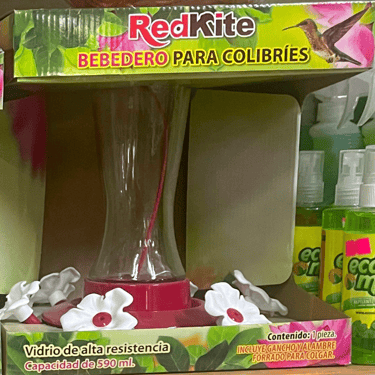 RedKite
BEBEDERO PARA COLIBRÍES
Vidrio de alta resistencia
Capacidad de 590 ml.
Contenido: 1 pieza
INCLUYE GANCHO Y ALAMBRE
FORRADO PARA COLGAR.
eco